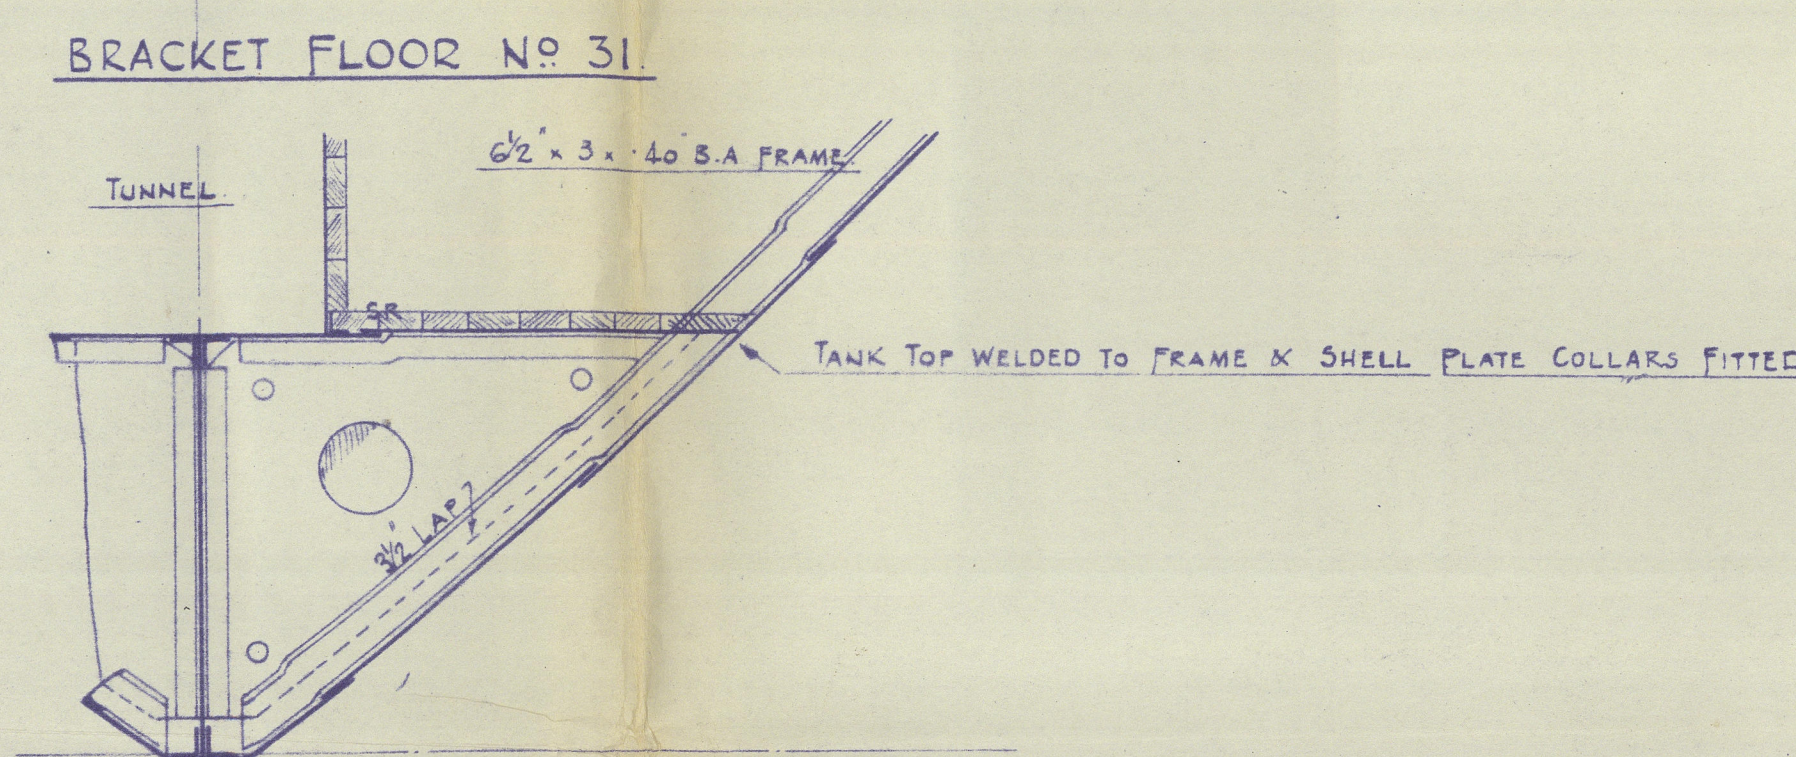 BRACKET FLOOR Nº 31.
6½" x 3 x .40" B.A FRAME.
TUNNEL.
SR
TANK TOP WELDED TO FRAME & SHELL PLATE COLLARS FITTED
3½" LAP